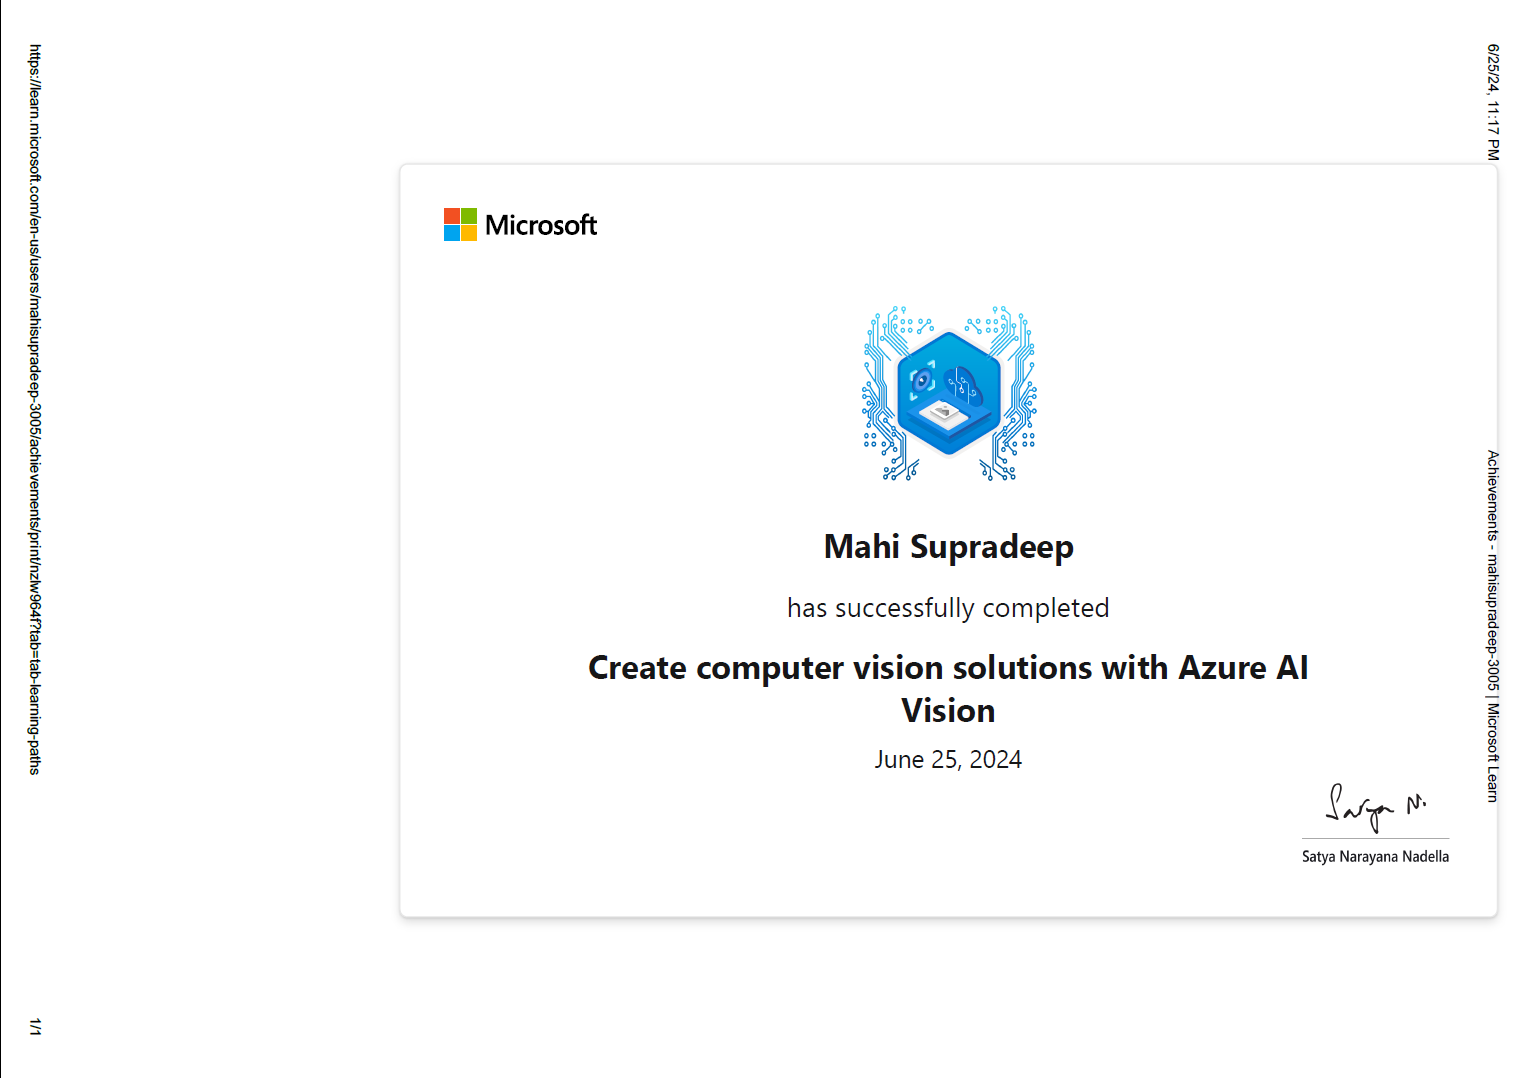 6/25/24, 11:17 PM
Achievements - mahisupradeep-3005 | Microsoft Learn
Microsoft
Mahi Supradeep
has successfully completed
Create computer vision solutions with Azure AI
Vision
June 25, 2024
Satya N.
Satya Narayana Nadella
https://learn.microsoft.com/en-us/users/mahisupradeep-3005/achievements/print/nzlw964f?tab=tab-learning-paths
1/1